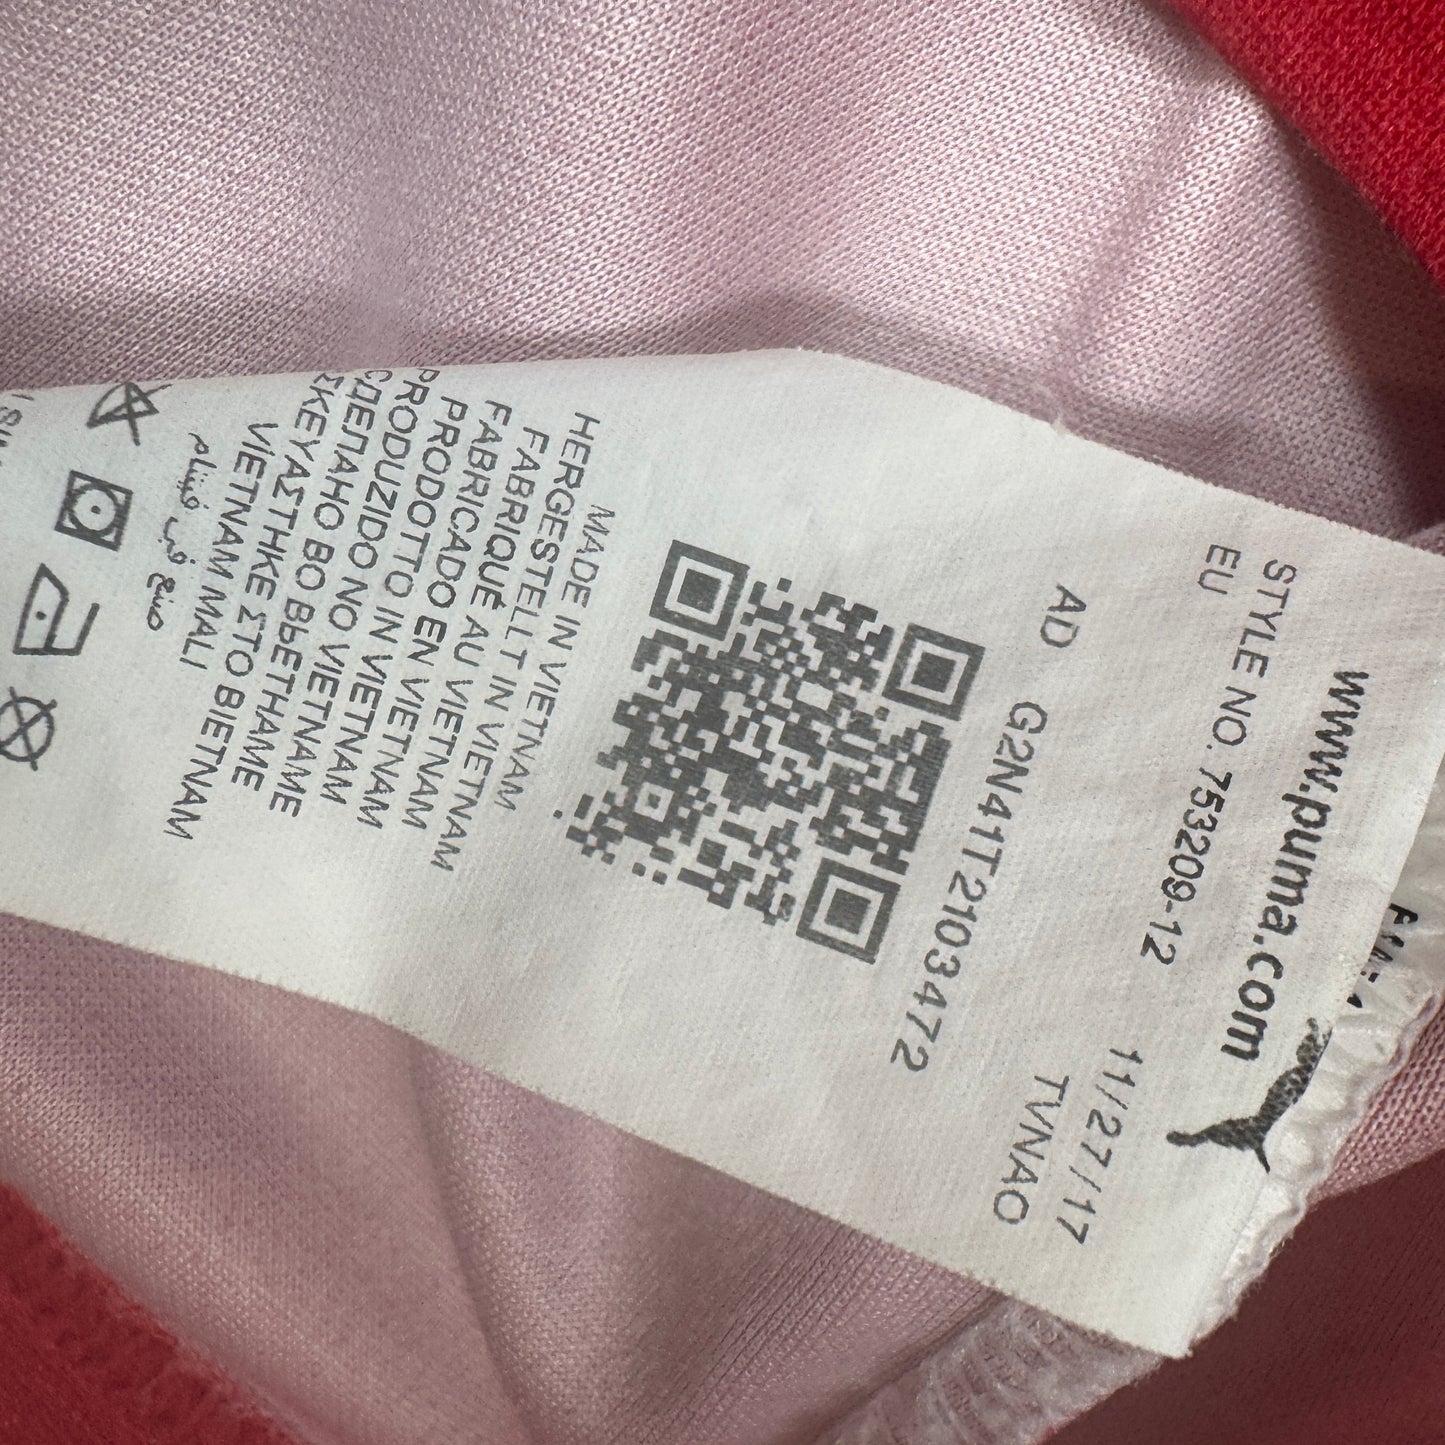 www.puma.com
STYLE NO. 753209-12 11/27/17
EU TVNAO
AD G2N41T2103472
MADE IN VIETNAM
HERGESTELLT IN VIETNAM
FABRIQUÉ AU VIETNAM
FABRICADO EN VIETNAM
PRODOTTO IN VIETNAM
PRODUZIDO NO VIETNAM
СДЕЛАНО ВО ВЬЕТНАМЕ
ΣΚΕΥΑΣΤΗΚΕ ΣΤΟ ΒΙΕΤΝΑΜ
VIETNAM MALI
صنع في فيتنام